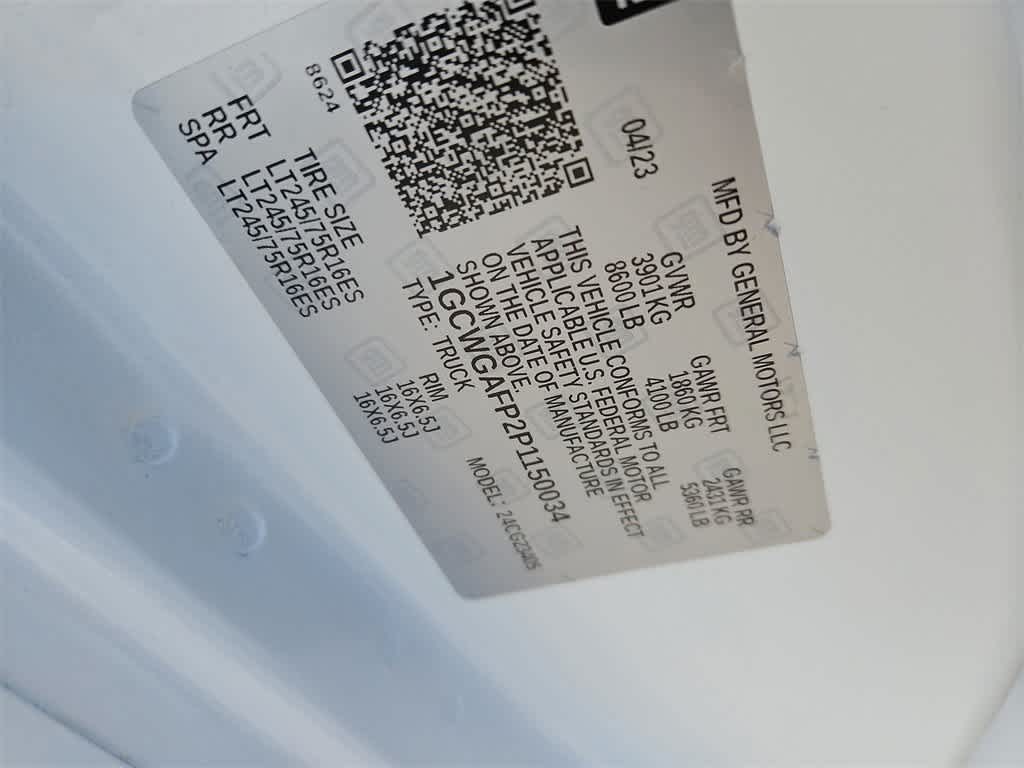 MFD BY GENERAL MOTORS LLC
04/23
GVWR GAWR FRT GAWR RR
3901 KG 1860 KG 2431 KG
8600 LB 4100 LB 5360 LB
THIS VEHICLE CONFORMS TO ALL
APPLICABLE U.S. FEDERAL MOTOR
VEHICLE SAFETY STANDARDS IN EFFECT
ON THE DATE OF MANUFACTURE
SHOWN ABOVE.
1GCWGAFP2P1150034
TYPE: TRUCK MODEL: 24CG23405
8624
TIRE SIZE RIM
FRT LT245/75R16ES 16X6.5J
RR LT245/75R16ES 16X6.5J
SPA LT245/75R16ES 16X6.5J